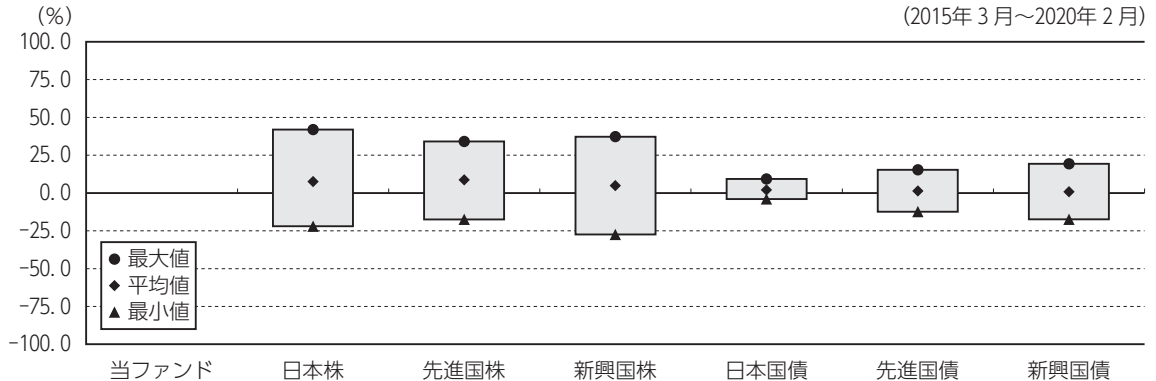 (%)
(2015年3月〜2020年2月)
100.0
75.0
50.0
25.0
0.0
-25.0
-50.0
-75.0
-100.0
● 最大値
◆ 平均値
▲ 最小値
当ファンド 日本株 先進国株 新興国株 日本国債 先進国債 新興国債